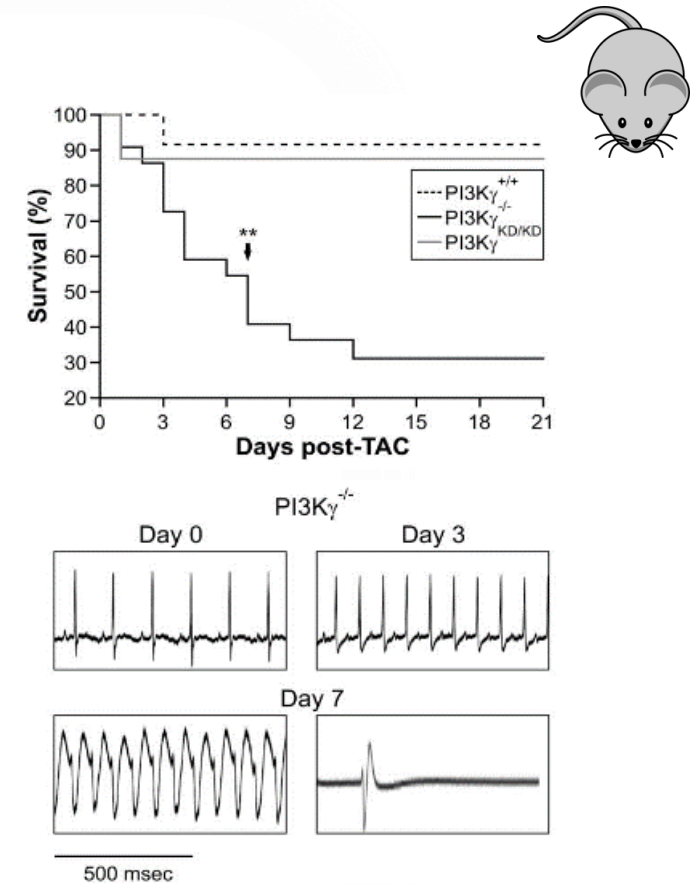 100
90
80
70
60
50
40
30
20
Survival (%)
**
PI3Kγ+/+
PI3Kγ-/-
PI3KγKD/KD
0 3 6 9 12 15 18 21
Days post-TAC
PI3Kγ-/-
Day 0 Day 3
Day 7
500 msec